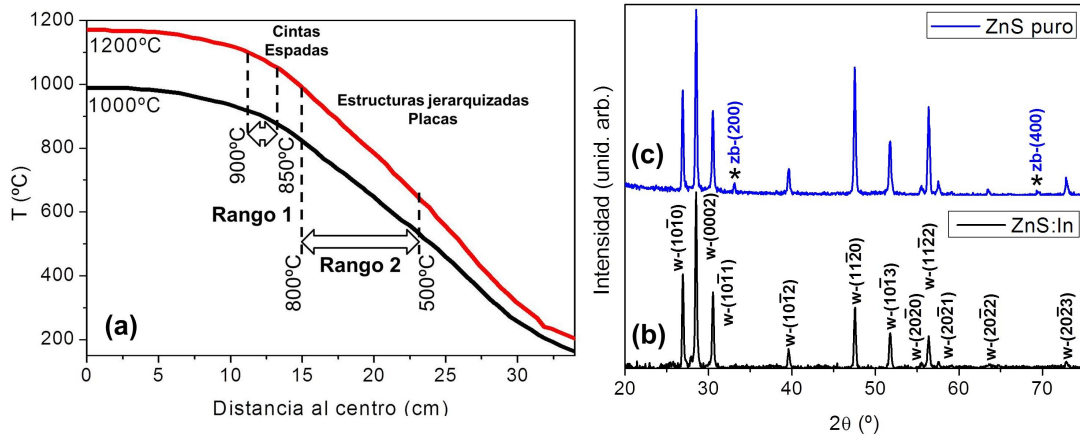 1200
1000
800
600
400
200
T (ºC)
0
5
10
15
20
25
30
Distancia al centro (cm)
1200ºC
1000ºC
Cintas
Espadas
Estructuras jerarquizadas
Placas
900ºC
850ºC
Rango 1
800ºC
500ºC
Rango 2
(a)
Intensidad (unid. arb.)
ZnS puro
(c)
* zb-(200)
* zb-(400)
ZnS:In
(b)
w-(101̅0)
w-(0002)
w-(101̅1)
w-(101̅2)
w-(112̅0)
w-(101̅3)
w-(202̅0)
w-(112̅2)
w-(202̅1)
w-(202̅2)
w-(202̅3)
20
30
40
50
60
70
2θ (º)